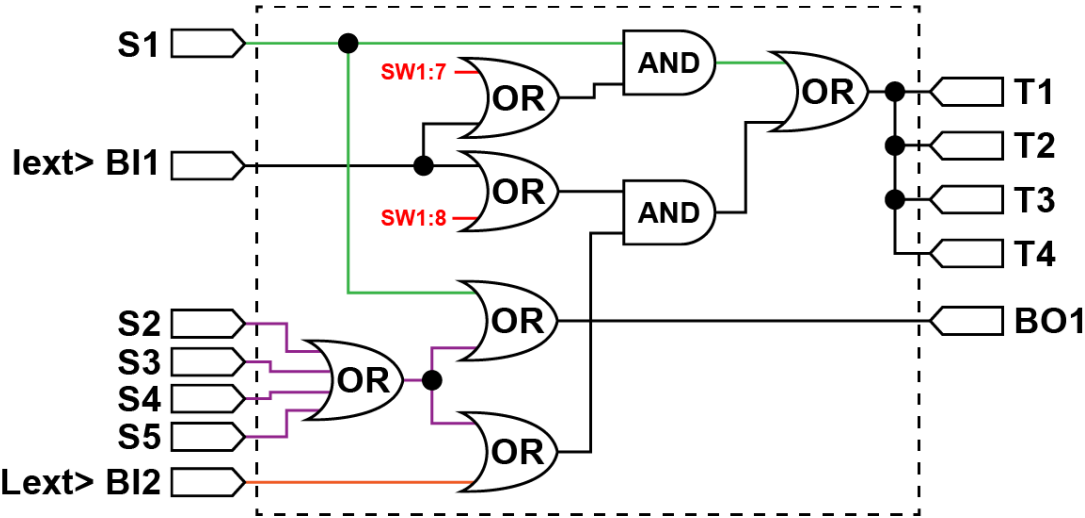 S1
AND
SW1:7
OR
OR
T1
T2
Iext> BI1
OR
T3
SW1:8
AND
T4
S2
OR
BO1
S3
OR
S4
S5
OR
Lext> BI2